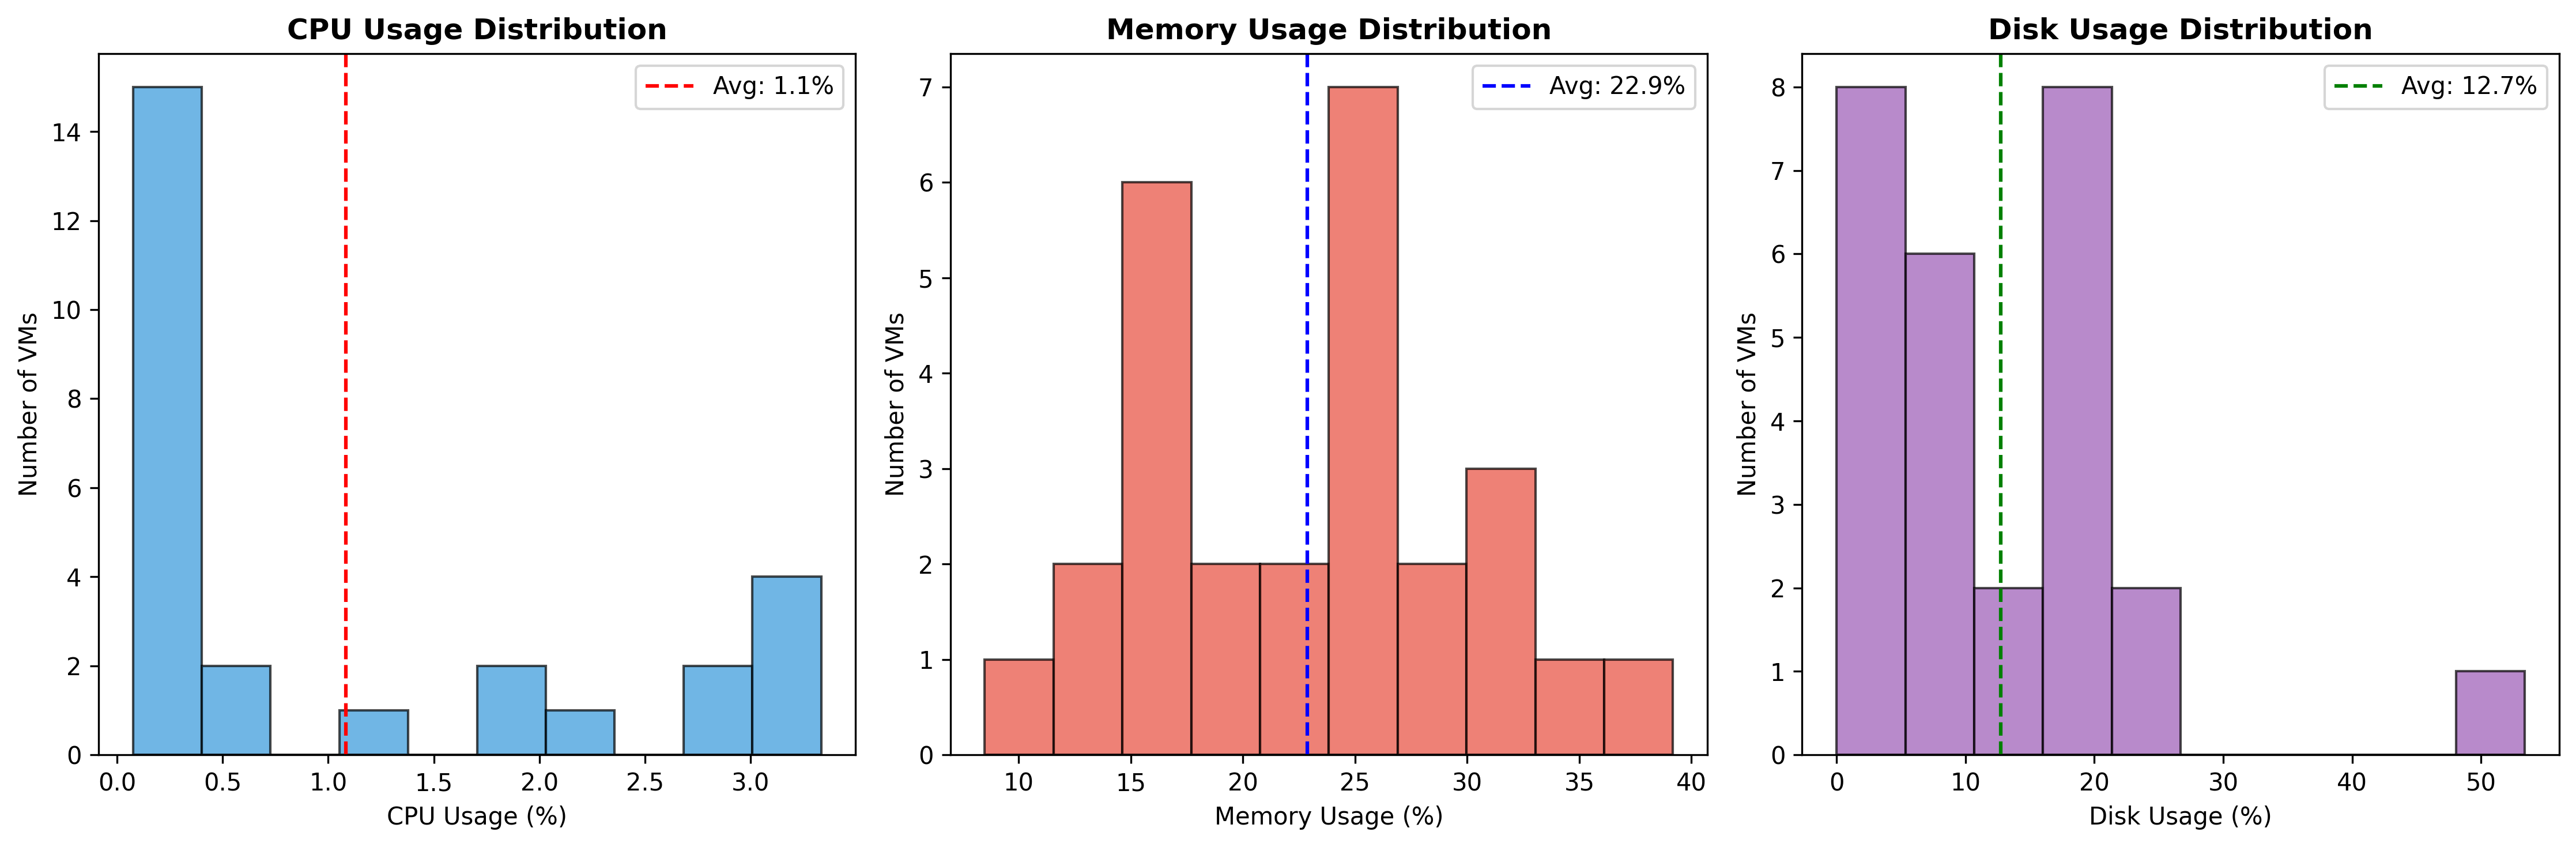 CPU Usage Distribution
Avg: 1.1%
Number of VMs
14
12
10
8
6
4
2
0
0.0 0.5 1.0 1.5 2.0 2.5 3.0
CPU Usage (%)
Memory Usage Distribution
Avg: 22.9%
Number of VMs
7
6
5
4
3
2
1
0
10 15 20 25 30 35 40
Memory Usage (%)
Disk Usage Distribution
Avg: 12.7%
Number of VMs
8
7
6
5
4
3
2
1
0
0 10 20 30 40 50
Disk Usage (%)